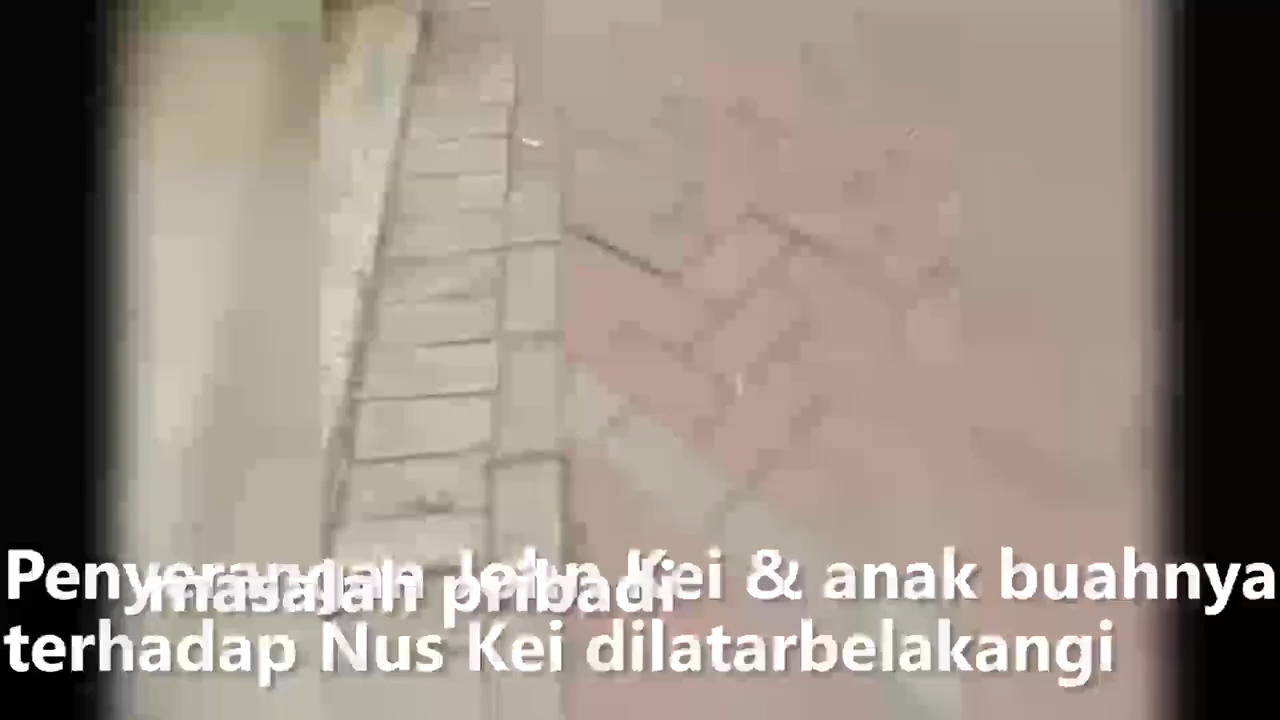 Penyerangan John Kei & anak buahnya
masalah pribadi
terhadap Nus Kei dilatarbelakangi